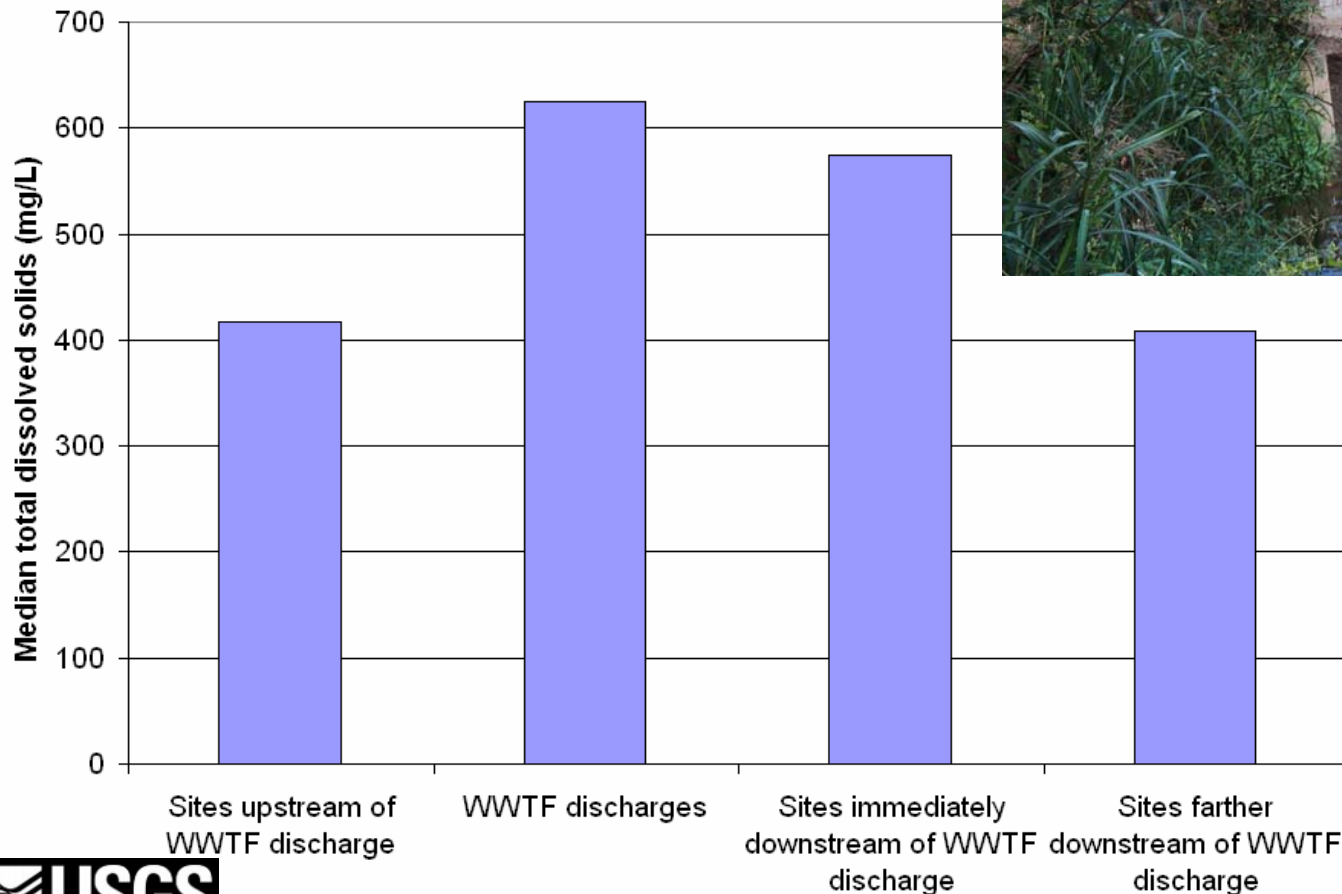 700
600
500
400
300
200
100
0
Median total dissolved solids (mg/L)
Sites upstream of
WWTF discharge
WWTF discharges
Sites immediately
downstream of WWTF
discharge
Sites farther
downstream of WWTF
discharge
USGS